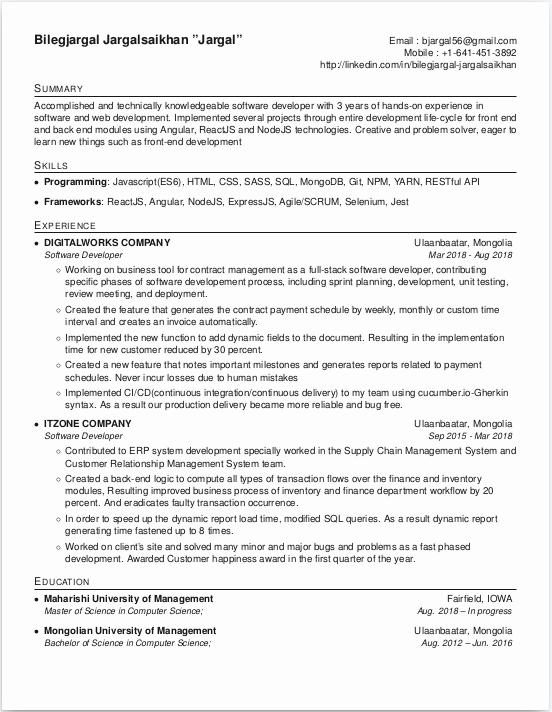 Bilegjargal Jargalsaikhan ”Jargal”
Email : bjargal56@gmail.com
Mobile : +1-641-451-3892
http://linkedin.com/in/bilegjargal-jargalsaikhan
Summary
Accomplished and technically knowledgeable software developer with 3 years of hands-on experience in
software and web development. Implemented several projects through entire development life-cycle for front end
and back end modules using Angular, ReactJS and NodeJS technologies. Creative and problem solver, eager to
learn new things such as front-end development
Skills
• Programming: Javascript(ES6), HTML, CSS, SASS, SQL, MongoDB, Git, NPM, YARN, RESTful API
• Frameworks: ReactJS, Angular, NodeJS, ExpressJS, Agile/SCRUM, Selenium, Jest
Experience
• DIGITALWORKS COMPANY Ulaanbaatar, Mongolia
Software Developer Mar 2018 - Aug 2018
◦ Working on business tool for contract management as a full-stack software developer, contributing
specific phases of software developement process, including sprint planning, development, unit testing,
review meeting, and deployment.
◦ Created the feature that generates the contract payment schedule by weekly, monthly or custom time
interval and creates an invoice automatically.
◦ Implemented the new function to add dynamic fields to the document. Resulting in the implementation
time for new customer reduced by 30 percent.
◦ Created a new feature that notes important milestones and generates reports related to payment
schedules. Never incur losses due to human mistakes
◦ Implemented CI/CD(continuous integration/continuous delivery) to my team using cucumber.io-Gherkin
syntax. As a result our production delivery became more reliable and bug free.
• ITZONE COMPANY Ulaanbaatar, Mongolia
Software Developer Sep 2015 - Mar 2018
◦ Contributed to ERP system development specially worked in the Supply Chain Management System and
Customer Relationship Management System team.
◦ Created a back-end logic to compute all types of transaction flows over the finance and inventory
modules, Resulting improved business process of inventory and finance department workflow by 20
percent. And eradicates faulty transaction occurrence.
◦ In order to speed up the dynamic report load time, modified SQL queries. As a result dynamic report
generating time fastened up to 8 times.
◦ Worked on client’s site and solved many minor and major bugs and problems as a fast phased
development. Awarded Customer happiness award in the first quarter of the year.
Education
• Maharishi University of Management Fairfield, IOWA
Master of Science in Computer Science; Aug. 2018 – In progress
• Mongolian University of Management Ulaanbaatar, Mongolia
Bachelor of Science in Computer Science; Aug. 2012 – Jun. 2016